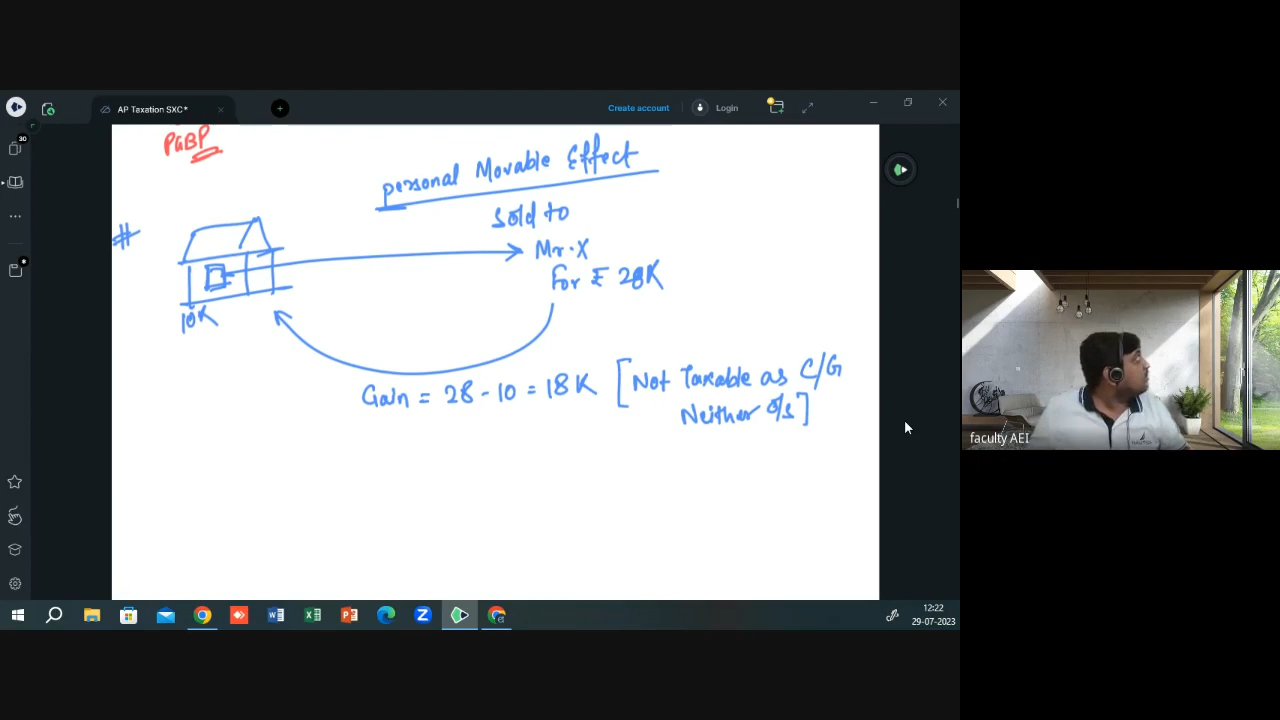 AP Taxation SXC*
Create account
Login
30
PGBP
personal Movable Effect
#
Sold to
Mr. X
For ₹ 28K
10K
Gain = 28 - 10 = 18K [Not Taxable as C/G
Neither O/S]
faculty AEI
12:22
29-07-2023